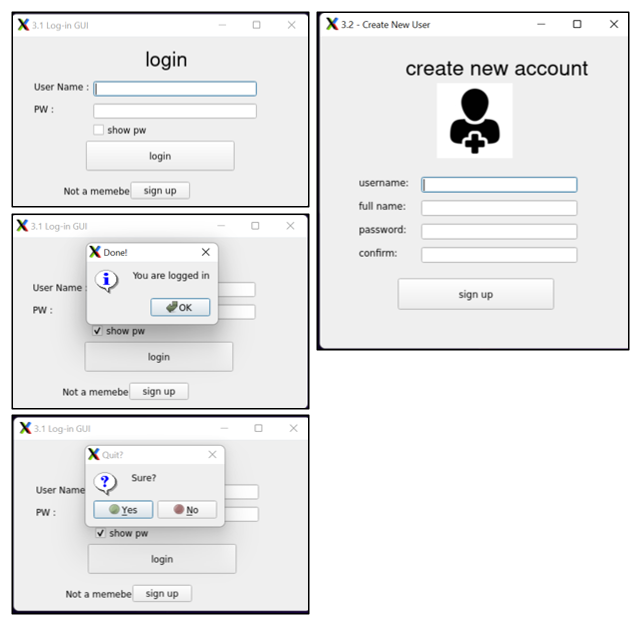 3.1 Log-in GUI
login
User Name :
PW :
show pw
login
Not a memebe
sign up
3.1 Log-in GUI
Done!
You are logged in
OK
User Name :
PW :
show pw
login
Not a memebe
sign up
3.1 Log-in GUI
Quit?
Sure?
Yes
No
User Name
PW :
show pw
login
Not a memebe
sign up
3.2 - Create New User
create new account
username:
full name:
password:
confirm:
sign up